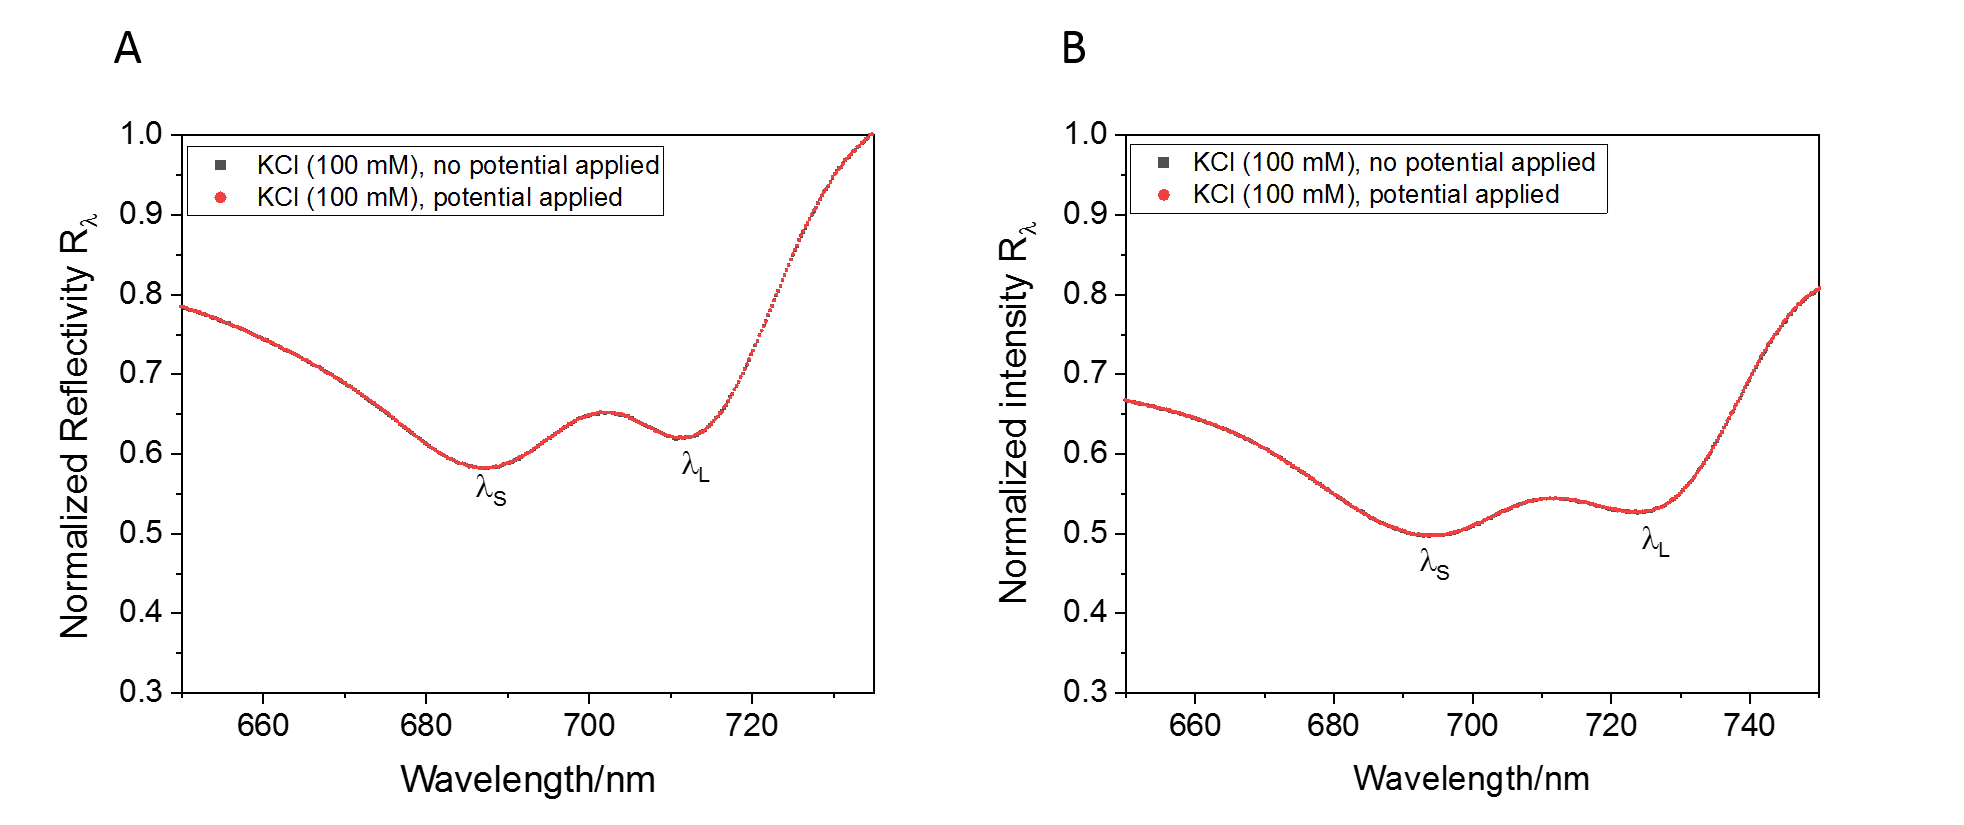 A
KCl (100 mM), no potential applied
KCl (100 mM), potential applied
Normalized Reflectivity Rλ
1.0
0.9
0.8
0.7
0.6
0.5
0.4
0.3
λS
λL
660 680 700 720
Wavelength/nm
B
KCl (100 mM), no potential applied
KCl (100 mM), potential applied
Normalized intensity Rλ
1.0
0.9
0.8
0.7
0.6
0.5
0.4
0.3
λS
λL
660 680 700 720 740
Wavelength/nm